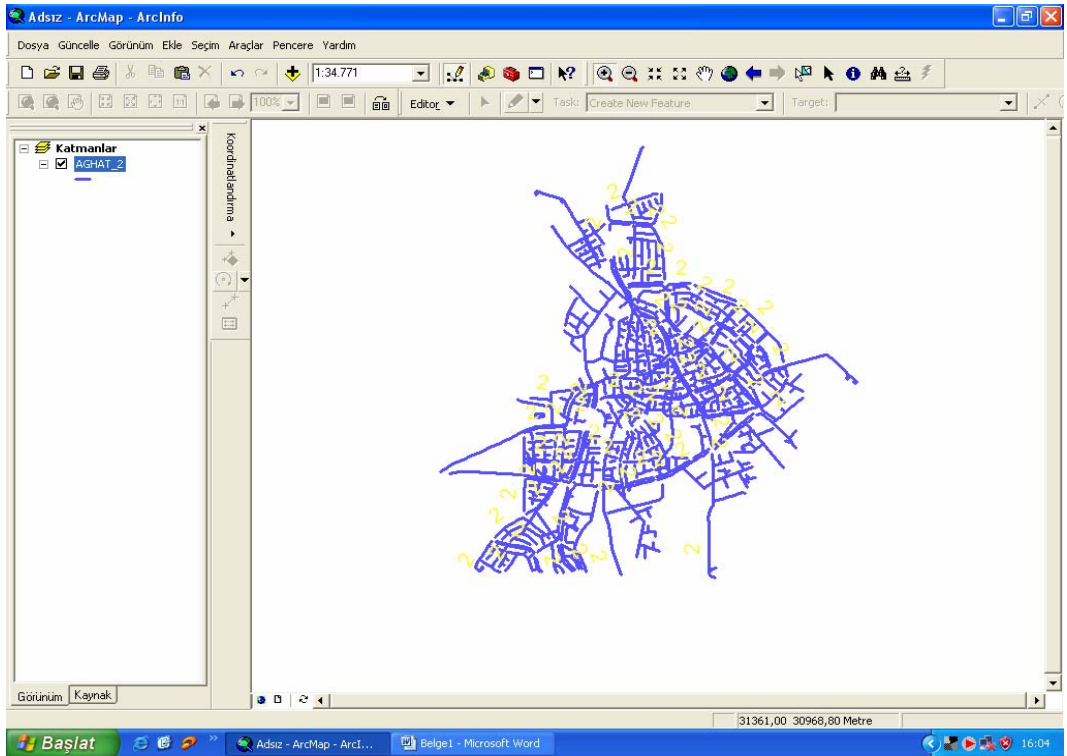 Adsız - ArcMap - ArcInfo
Dosya Güncelle Görünüm Ekle Seçim Araçlar Pencere Yardım
1:34.771
100% Editor Task: Create New Feature Target:
Katmanlar
AGHAT_2
Koordinatlandırma
Görünüm Kaynak
31361,00 30968,80 Metre
Başlat Adsız - ArcMap - ArcI... Belge1 - Microsoft Word 16:04